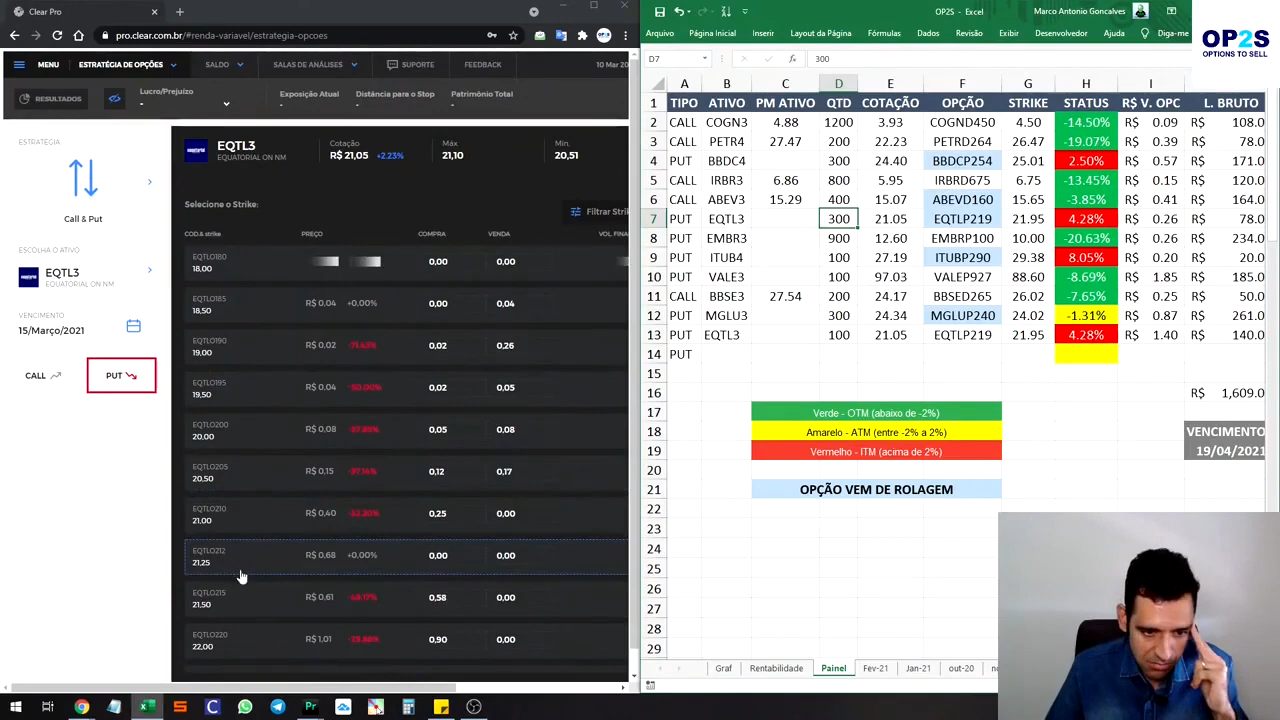 Clear Pro
pro.clear.com.br/#renda-variavel/estrategia-opcoes
MENU
ESTRATÉGIA DE OPÇÕES
SALDO
SALAS DE ANÁLISES
SUPORTE
FEEDBACK
10 Mar 20
RESULTADOS
Lucro/Prejuízo
-
Exposição Atual
-
Distância para o Stop
-
Patrimônio Total
-
ESTRATÉGIA
Call & Put
ESCOLHA O ATIVO
EQTL3
EQUATORIAL ON NM
VENCIMENTO
15/Março/2021
CALL
PUT
EQTL3
EQUATORIAL ON NM
Cotação
R$ 21,05 +2,23%
Máx
21,10
Min.
20,51
Selecione o Strike:
Filtrar Strik
COD.& strike PREÇO COMPRA VENDA VOL. FINA
EQTLO180
18,00 0,00 0,00
EQTLO185
18,50 R$ 0,04 +0.00% 0,00 0,04
EQTLO190
19,00 R$ 0,02 -71.43% 0,02 0,26
EQTLO195
19,50 R$ 0,04 -50.00% 0,02 0,05
EQTLO200
20,00 R$ 0,08 0,05 0,08
EQTLO205
20,50 R$ 0,15 0,12 0,17
EQTLO210
21,00 R$ 0,40 0,25 0,00
EQTLO212
21,25 R$ 0,68 +0.00% 0,00 0,00
EQTLO215
21,50 R$ 0,61 0,58 0,00
EQTLO220
22,00 R$ 1,01 0,90 0,00
OP2S - Excel
Marco Antonio Goncalves
Arquivo Página Inicial Inserir Layout da Página Fórmulas Dados Revisão Exibir Desenvolvedor Ajuda Diga-me
OP2S
OPTIONS TO SELL
D7 300
A B C D E F G H I J
1 TIPO ATIVO PM ATIVO QTD COTAÇÃO OPÇÃO STRIKE STATUS R$ V. OPC L. BRUTO
2 CALL COGN3 4.88 1200 3.93 COGND450 4.50 -14.50% R$ 0.09 R$ 108.0
3 CALL PETR4 27.47 200 22.23 PETRD264 26.47 -19.07% R$ 0.39 R$ 78.0
4 PUT BBDC4 300 24.40 BBDCP254 25.01 2.50% R$ 0.57 R$ 171.0
5 CALL IRBR3 6.86 800 5.95 IRBRD675 6.75 -13.45% R$ 0.15 R$ 120.0
6 CALL ABEV3 15.29 400 15.07 ABEVD160 15.65 -3.85% R$ 0.41 R$ 164.0
7 PUT EQTL3 300 21.05 EQTLP219 21.95 4.28% R$ 0.26 R$ 78.0
8 PUT EMBR3 900 12.60 EMBRP100 10.00 -20.63% R$ 0.26 R$ 234.0
9 PUT ITUB4 100 27.19 ITUBP290 29.38 8.05% R$ 0.20 R$ 20.0
10 PUT VALE3 100 97.03 VALEP927 88.60 -8.69% R$ 1.85 R$ 185.0
11 CALL BBSE3 27.54 200 24.17 BBSED265 26.02 -7.65% R$ 0.25 R$ 50.0
12 PUT MGLU3 300 24.34 MGLUP240 24.02 -1.31% R$ 0.87 R$ 261.0
13 PUT EQTL3 100 21.05 EQTLP219 21.95 4.28% R$ 1.40 R$ 140.0
14 PUT
15
16 R$ 1,609.0
17 Verde - OTM (abaixo de -2%)
18 Amarelo - ATM (entre -2% a 2%) VENCIMENTO
19 Vermelho - ITM (acima de 2%) 19/04/2021
20
21 OPÇÃO VEM DE ROLAGEM
22
23
24
25
26
27
28
29
Graf Rentabilidade Painel Fev-21 Jan-21 out-20